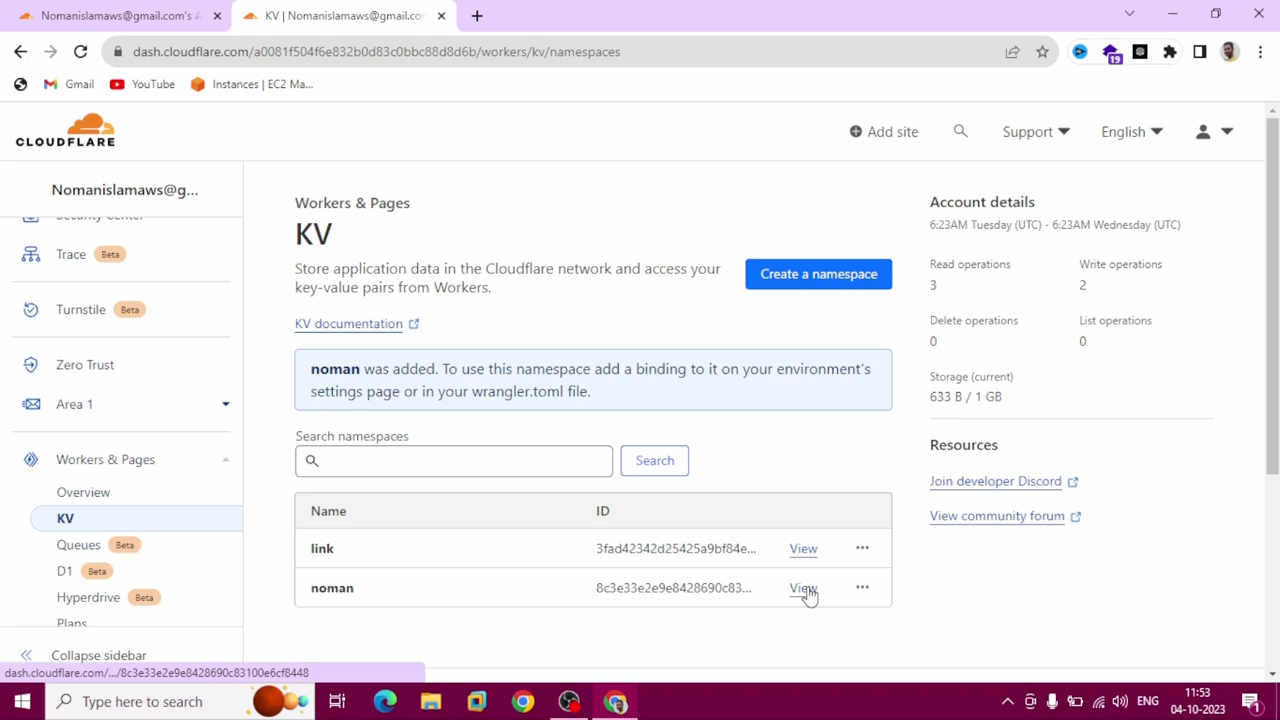 Nomanislamaws@gmail.com's A
KV | Nomanislamaws@gmail.co
dash.cloudflare.com/a0081f504f6e832b0d83c0bbc88d8d6b/workers/kv/namespaces
19
Gmail
YouTube
Instances | EC2 Ma...
CLOUDFLARE
Add site
Support
English
Nomanislamaws@g...
Security Center
Trace Beta
Turnstile Beta
Zero Trust
Area 1
Workers & Pages
Overview
KV
Queues Beta
D1 Beta
Hyperdrive Beta
Plans
Collapse sidebar
Workers & Pages
KV
Store application data in the Cloudflare network and access your
key-value pairs from Workers.
Create a namespace
KV documentation
noman was added. To use this namespace add a binding to it on your environment's
settings page or in your wrangler.toml file.
Search namespaces
Search
Name ID
link 3fad42342d25425a9bf84e... View ...
noman 8c3e33e2e9e8428690c83... View ...
Account details
6:23AM Tuesday (UTC) - 6:23AM Wednesday (UTC)
Read operations Write operations
3 2
Delete operations List operations
0 0
Storage (current)
633 B / 1 GB
Resources
Join developer Discord
View community forum
dash.cloudflare.com/.../8c3e33e2e9e8428690c83100e6cf8448
Type here to search
ENG
11:53
04-10-2023
1